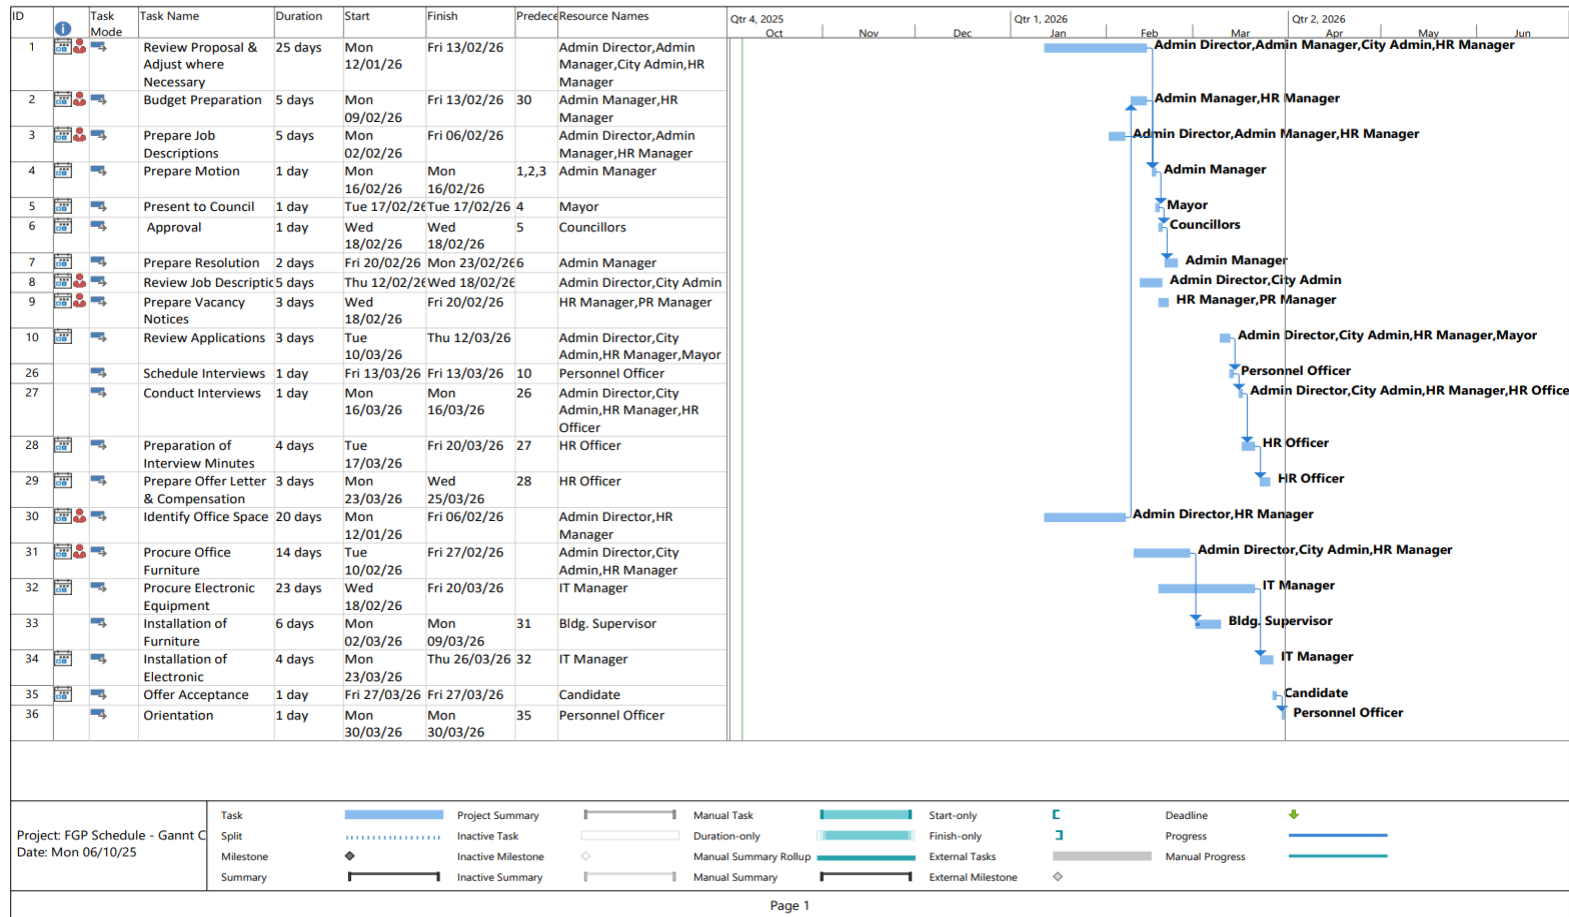 ID Task Mode Task Name Duration Start Finish Predece Resource Names
Qtr 4, 2025 Qtr 1, 2026 Qtr 2, 2026
Oct Nov Dec Jan Feb Mar Apr May Jun
1 Review Proposal & Adjust where Necessary 25 days Mon 12/01/26 Fri 13/02/26 Admin Director,Admin Manager,City Admin,HR Manager
Admin Director,Admin Manager,City Admin,HR Manager
2 Budget Preparation 5 days Mon 09/02/26 Fri 13/02/26 30 Admin Manager,HR Manager
Admin Manager,HR Manager
3 Prepare Job Descriptions 5 days Mon 02/02/26 Fri 06/02/26 Admin Director,Admin Manager,HR Manager
Admin Director,Admin Manager,HR Manager
4 Prepare Motion 1 day Mon 16/02/26 Mon 16/02/26 1,2,3 Admin Manager
Admin Manager
5 Present to Council 1 day Tue 17/02/26 Tue 17/02/26 4 Mayor
Mayor
6 Approval 1 day Wed 18/02/26 Wed 18/02/26 5 Councillors
Councillors
7 Prepare Resolution 2 days Fri 20/02/26 Mon 23/02/26 6 Admin Manager
Admin Manager
8 Review Job Descriptic 5 days Thu 12/02/26 Wed 18/02/26 Admin Director,City Admin
Admin Director,City Admin
9 Prepare Vacancy Notices 3 days Wed 18/02/26 Fri 20/02/26 HR Manager,PR Manager
HR Manager,PR Manager
10 Review Applications 3 days Tue 10/03/26 Thu 12/03/26 Admin Director,City Admin,HR Manager,Mayor
Admin Director,City Admin,HR Manager,Mayor
26 Schedule Interviews 1 day Fri 13/03/26 Fri 13/03/26 10 Personnel Officer
Personnel Officer
27 Conduct Interviews 1 day Mon 16/03/26 Mon 16/03/26 26 Admin Director,City Admin,HR Manager,HR Officer
Admin Director,City Admin,HR Manager,HR Office
28 Preparation of Interview Minutes 4 days Tue 17/03/26 Fri 20/03/26 27 HR Officer
HR Officer
29 Prepare Offer Letter & Compensation 3 days Mon 23/03/26 Wed 25/03/26 28 HR Officer
HR Officer
30 Identify Office Space 20 days Mon 12/01/26 Fri 06/02/26 Admin Director,HR Manager
Admin Director,HR Manager
31 Procure Office Furniture 14 days Tue 10/02/26 Fri 27/02/26 Admin Director,City Admin,HR Manager
Admin Director,City Admin,HR Manager
32 Procure Electronic Equipment 23 days Wed 18/02/26 Fri 20/03/26 IT Manager
IT Manager
33 Installation of Furniture 6 days Mon 02/03/26 Mon 09/03/26 31 Bldg. Supervisor
Bldg. Supervisor
34 Installation of Electronic 4 days Mon 23/03/26 Thu 26/03/26 32 IT Manager
IT Manager
35 Offer Acceptance 1 day Fri 27/03/26 Fri 27/03/26 Candidate
Candidate
36 Orientation 1 day Mon 30/03/26 Mon 30/03/26 35 Personnel Officer
Personnel Officer
Project: FGP Schedule - Gannt C
Date: Mon 06/10/25
Task Project Summary Manual Task Start-only Deadline
Split Inactive Task Duration-only Finish-only Progress
Milestone Inactive Milestone Manual Summary Rollup External Tasks Manual Progress
Summary Inactive Summary Manual Summary External Milestone
Page 1